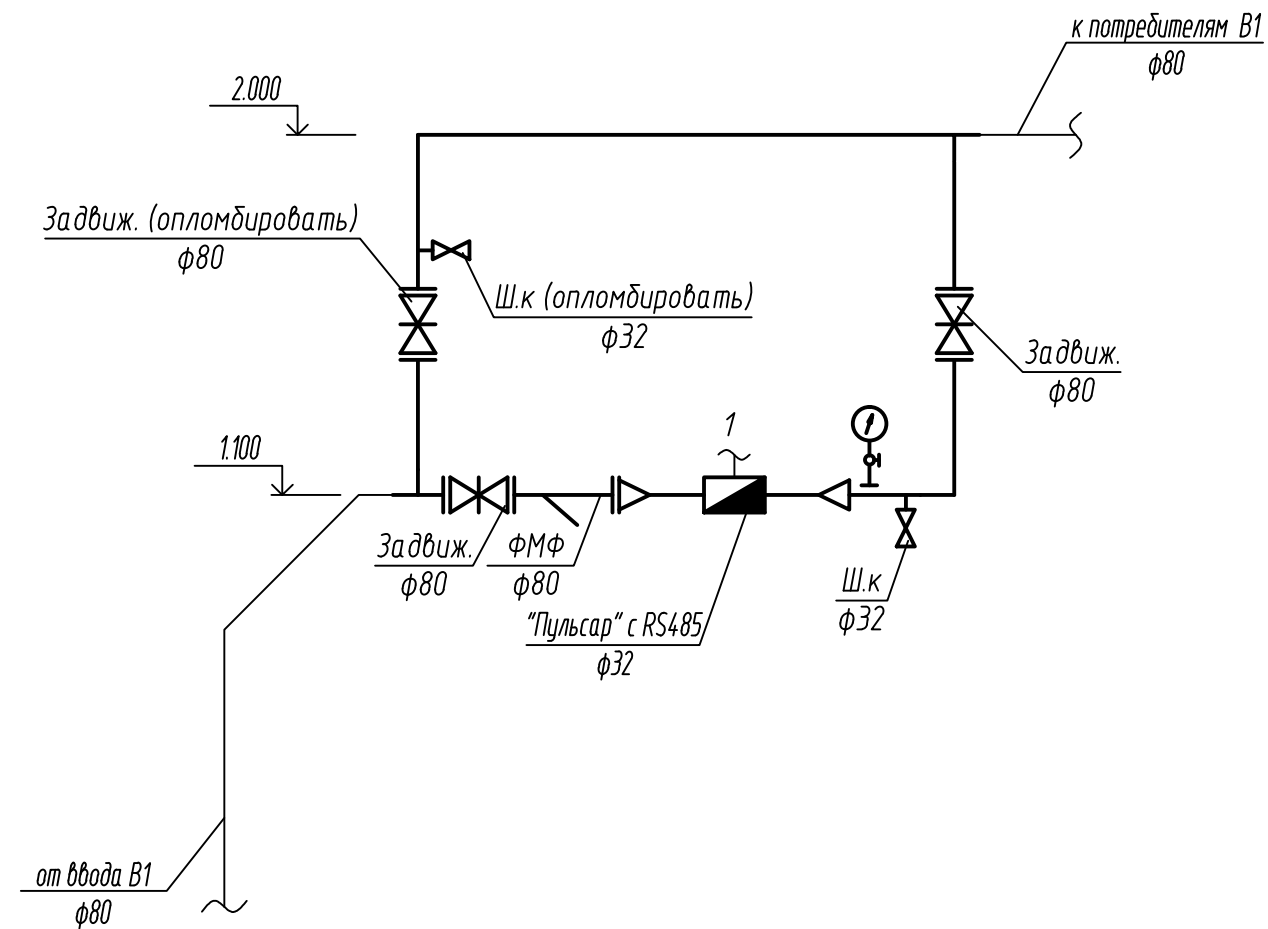 к потребителям В1
ф80
2.000
Задвиж. (опломбировать)
ф80
Ш.к (опломбировать)
ф32
Задвиж.
ф80
1
1.100
Задвиж.
ф80
ФМФ
ф80
Ш.к
ф32
"Пульсар" с RS485
ф32
от ввода В1
ф80